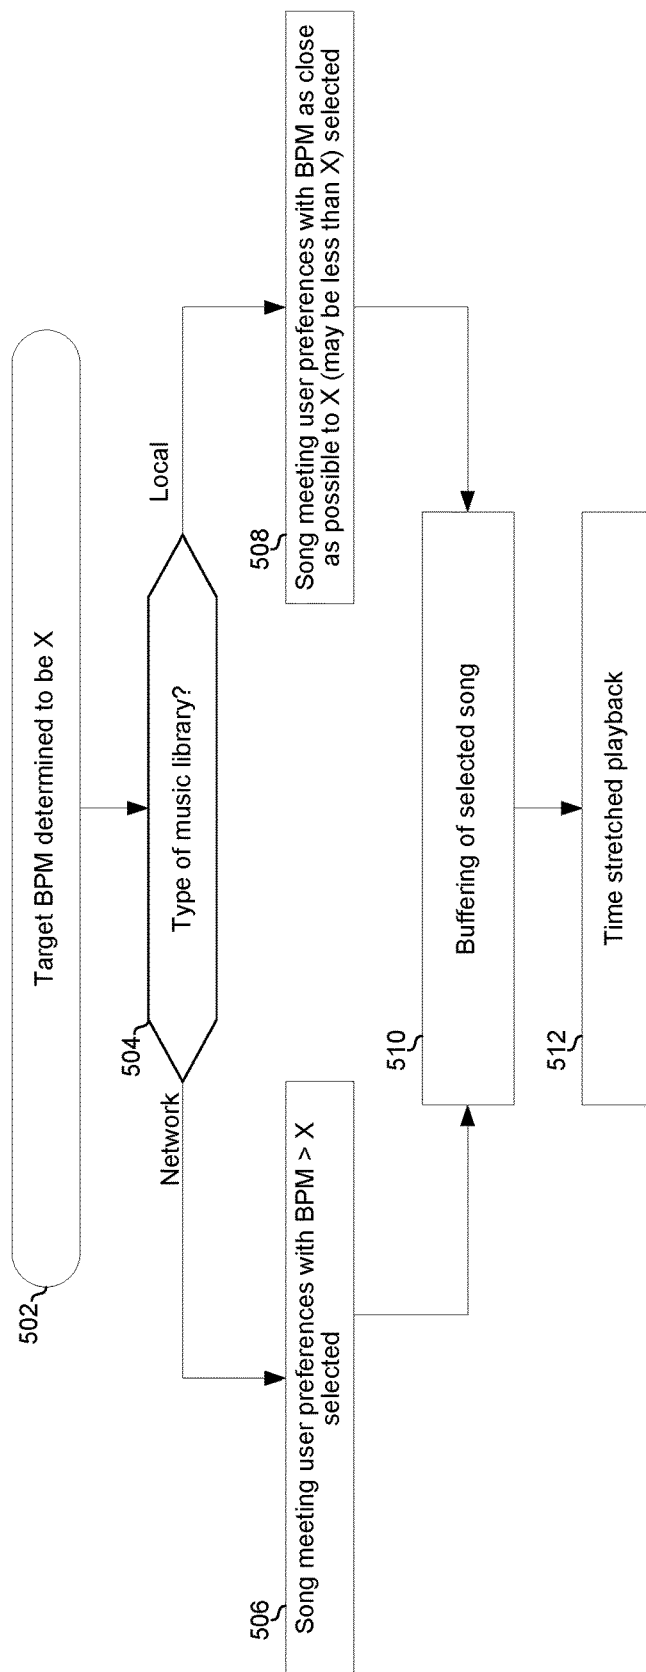 Target BPM determined to be X
502
504
Type of music library?
Network
Local
506
Song meeting user preferences with BPM > X
selected
508
Song meeting user preferences with BPM as close
as possible to X (may be less than X) selected
510
Buffering of selected song
512
Time stretched playback